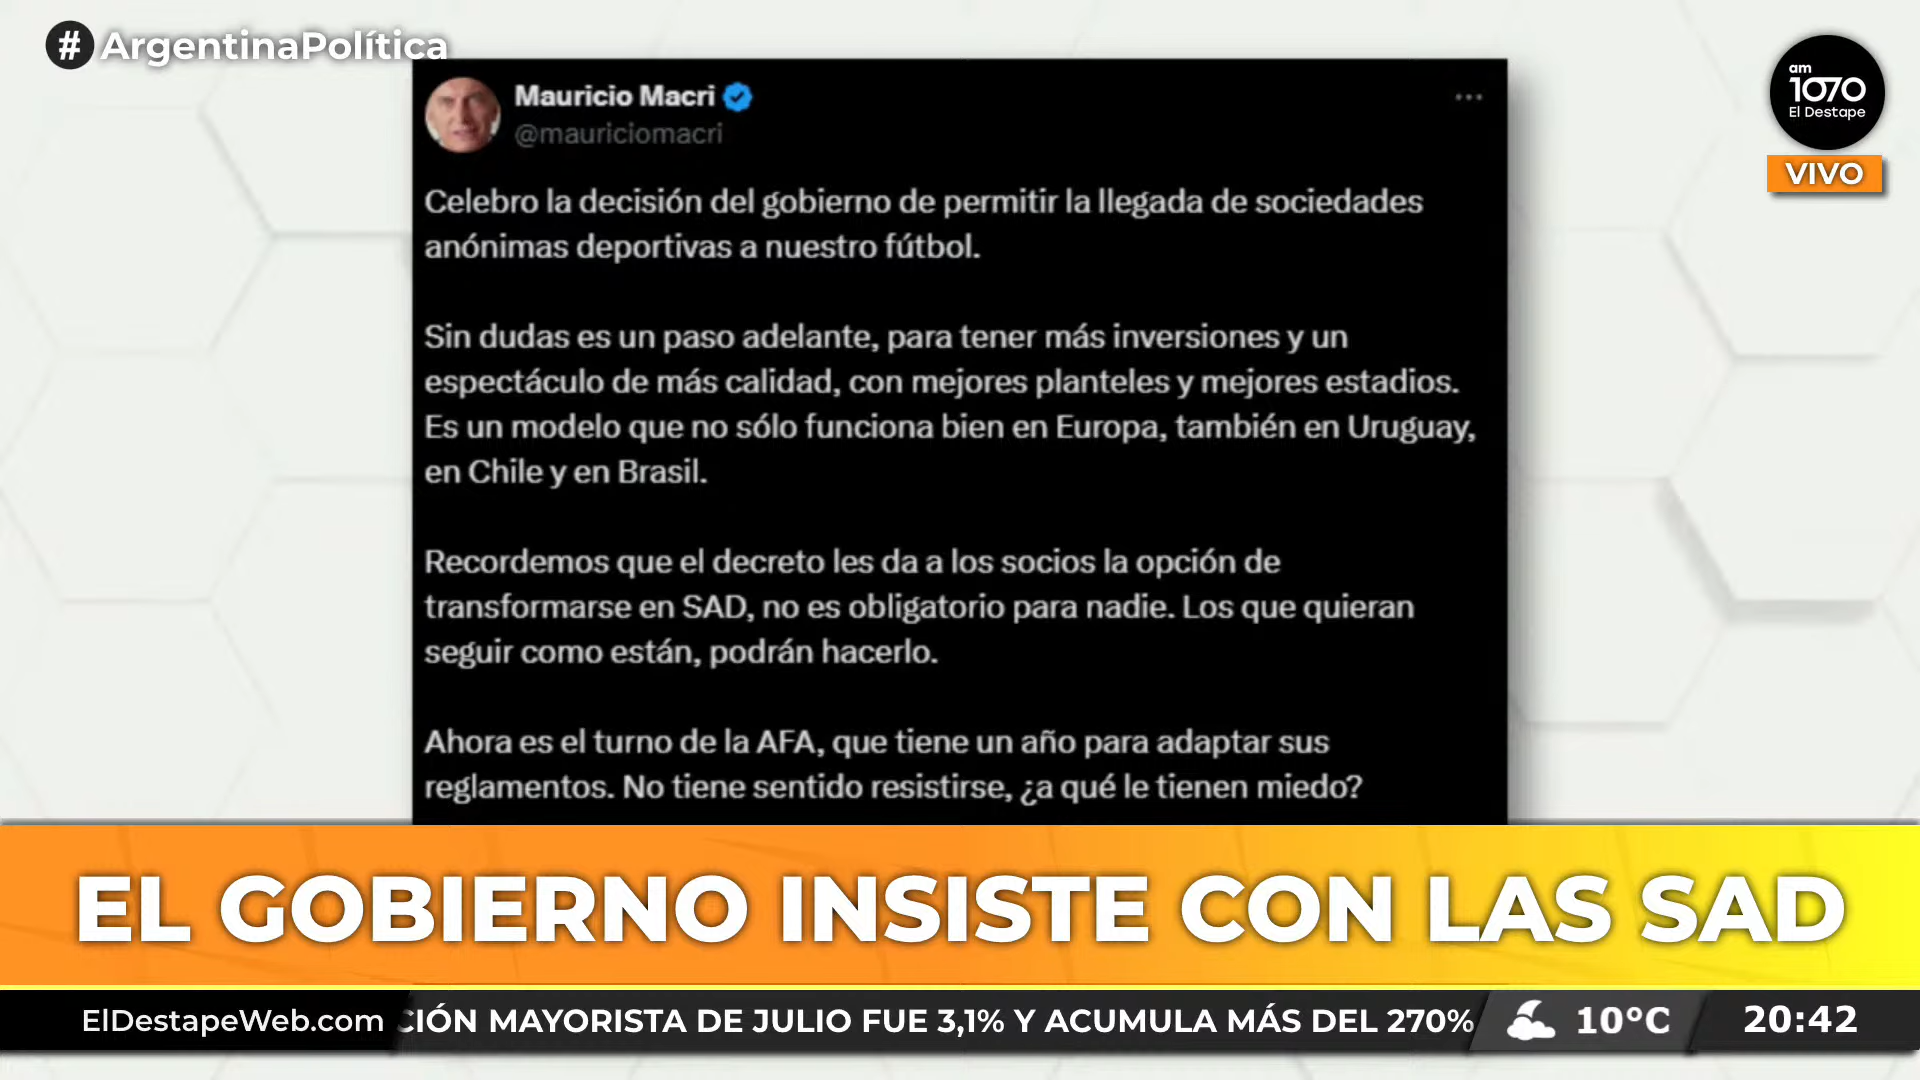 # ArgentinaPolítica
am
1070
El Destape
VIVO
Mauricio Macri
@mauriciomacri
Celebro la decisión del gobierno de permitir la llegada de sociedades
anónimas deportivas a nuestro fútbol.
Sin dudas es un paso adelante, para tener más inversiones y un
espectáculo de más calidad, con mejores planteles y mejores estadios.
Es un modelo que no sólo funciona bien en Europa, también en Uruguay,
en Chile y en Brasil.
Recordemos que el decreto les da a los socios la opción de
transformarse en SAD, no es obligatorio para nadie. Los que quieran
seguir como están, podrán hacerlo.
Ahora es el turno de la AFA, que tiene un año para adaptar sus
reglamentos. No tiene sentido resistirse, ¿a qué le tienen miedo?
EL GOBIERNO INSISTE CON LAS SAD
ElDestapeWeb.com CIÓN MAYORISTA DE JULIO FUE 3,1% Y ACUMULA MÁS DEL 270% 10°C 20:42